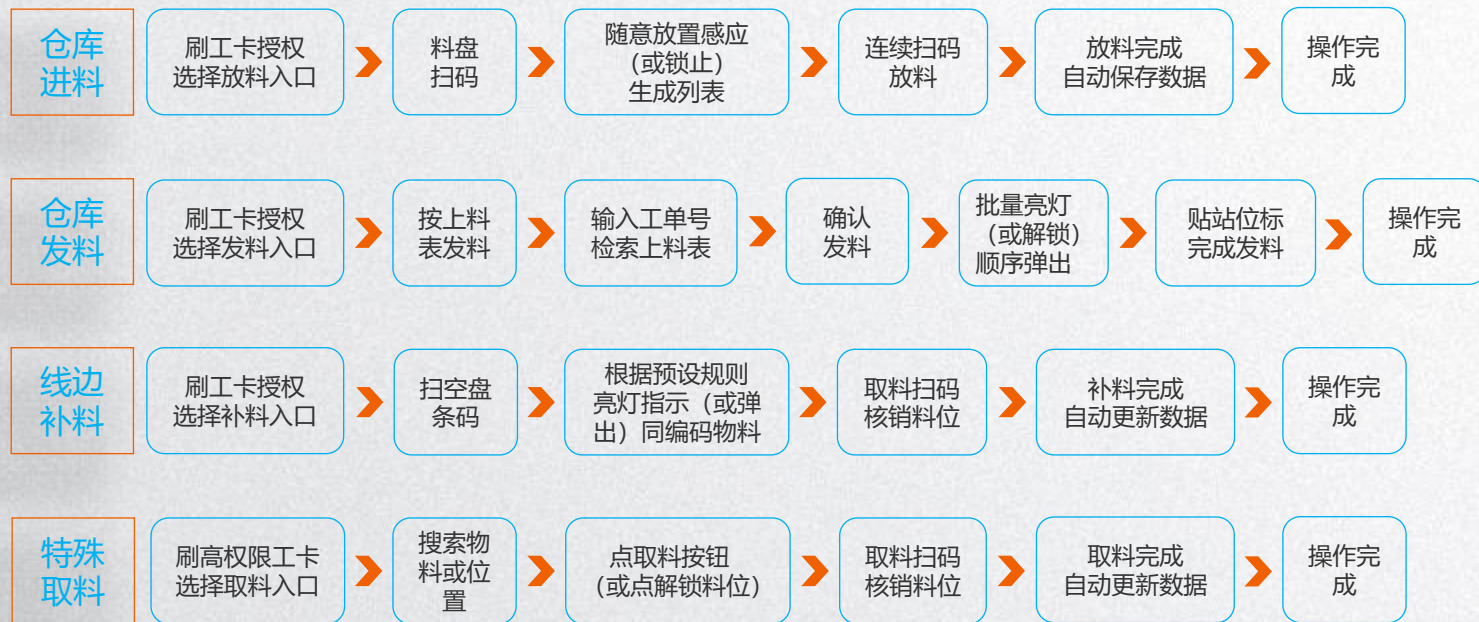 仓库
进料
刷工卡授权
选择放料入口
料盘
扫码
随意放置感应
（或锁止）
生成列表
连续扫码
放料
放料完成
自动保存数据
操作完
成
仓库
发料
刷工卡授权
选择发料入口
按上料
表发料
输入工单号
检索上料表
确认
发料
批量亮灯
（或解锁）
顺序弹出
贴站位标
完成发料
操作完
成
线边
补料
刷工卡授权
选择补料入口
扫空盘
条码
根据预设规则
亮灯指示（或弹
出）同编码物料
取料扫码
核销料位
补料完成
自动更新数据
操作完
成
特殊
取料
刷高权限工卡
选择取料入口
搜索物
料或位
置
点取料按钮
（或点解锁料位）
取料扫码
核销料位
取料完成
自动更新数据
操作完
成